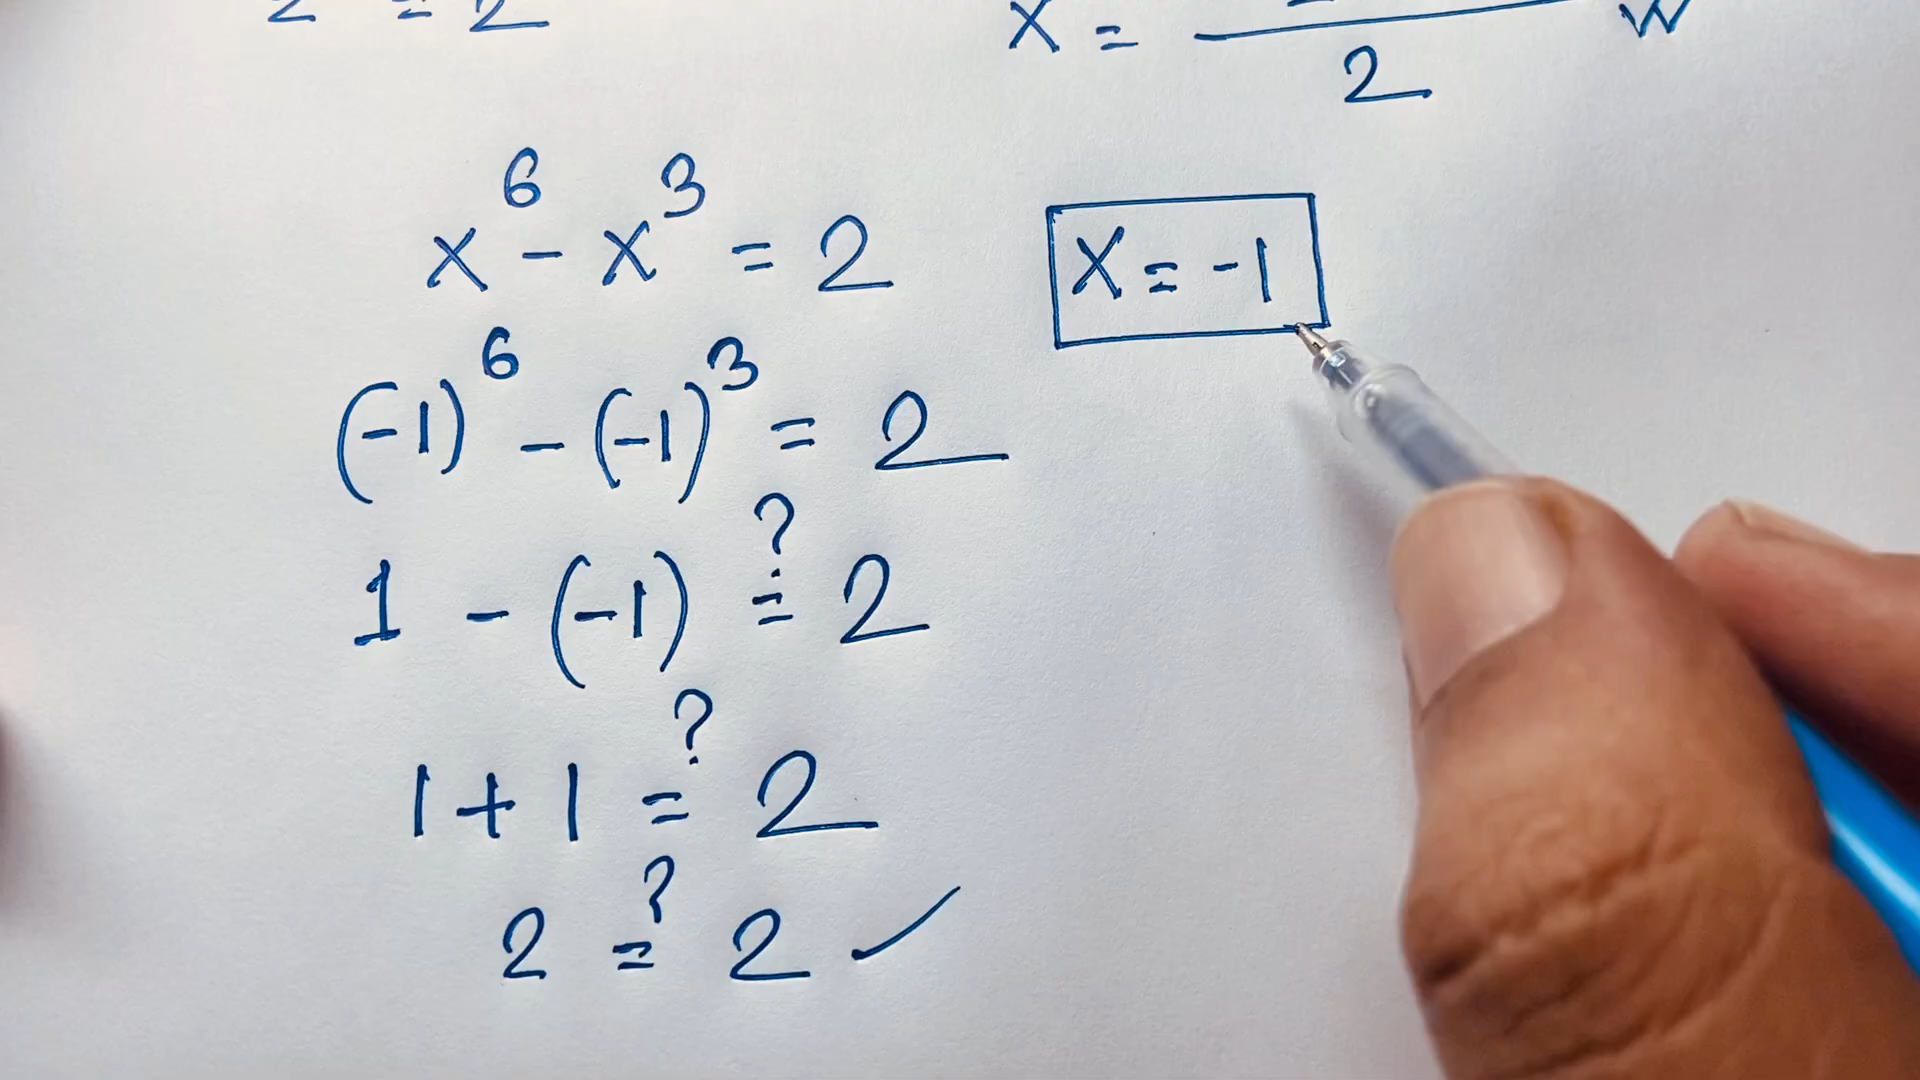 2 = 2
x =
2
x⁶ - x³ = 2
x = -1
(-1)⁶ - (-1)³ = 2
?
1 - (-1) = 2
?
1 + 1 = 2
?
2 = 2 ✓